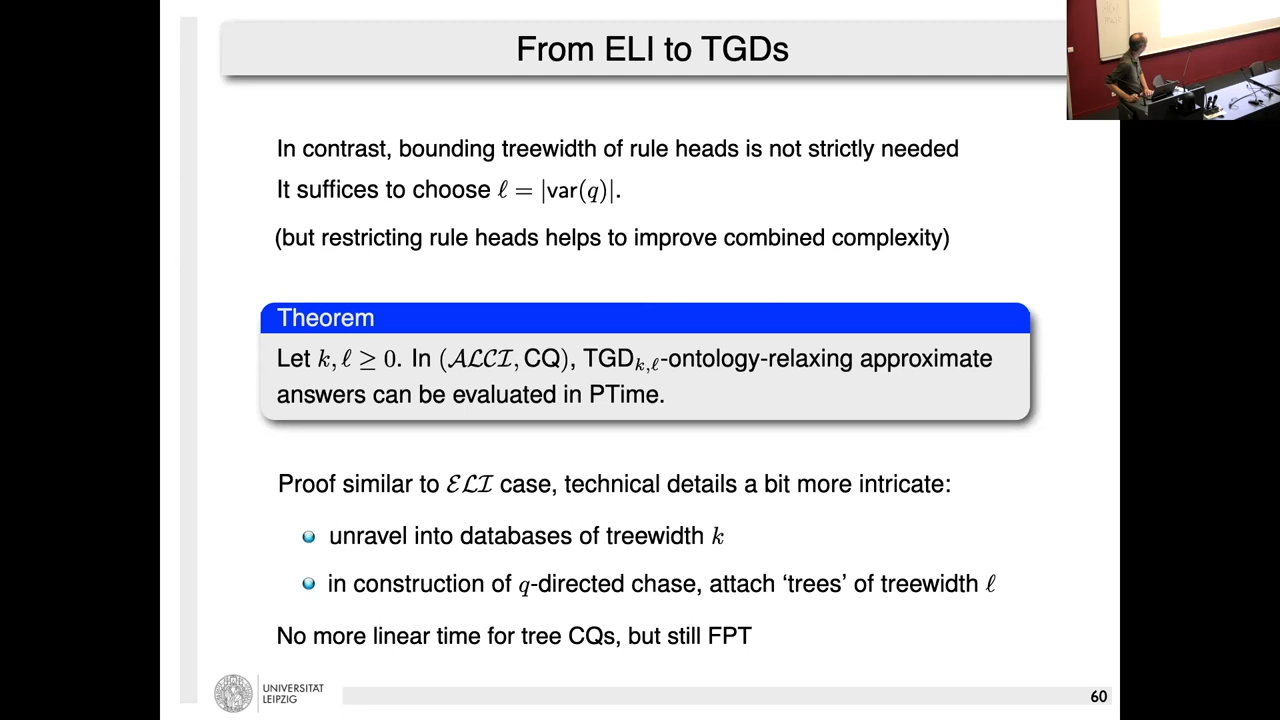 From ELI to TGDs
In contrast, bounding treewidth of rule heads is not strictly needed
It suffices to choose ℓ = |var(q)|.
(but restricting rule heads helps to improve combined complexity)
Theorem
Let k, ℓ ≥ 0. In (𝒜ℒ𝒞ℐ, CQ), TGDₖ,ℓ-ontology-relaxing approximate
answers can be evaluated in PTime.
Proof similar to ℰℒℐ case, technical details a bit more intricate:
unravel into databases of treewidth k
in construction of q-directed chase, attach ‘trees’ of treewidth ℓ
No more linear time for tree CQs, but still FPT
UNIVERSITÄT
LEIPZIG
60